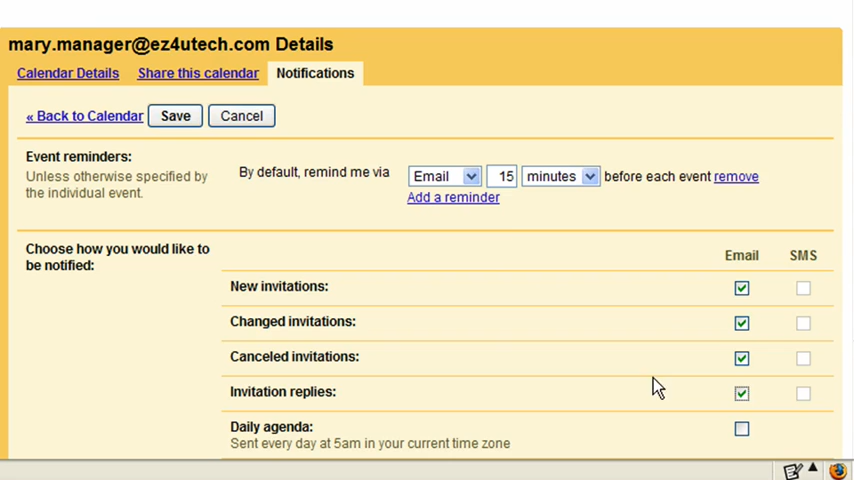 mary.manager@ez4utech.com Details
Calendar Details Share this calendar Notifications
« Back to Calendar Save Cancel
Event reminders:
Unless otherwise specified by
the individual event.
By default, remind me via Email 15 minutes before each event remove
Add a reminder
Choose how you would like to
be notified:
Email SMS
New invitations:
Changed invitations:
Canceled invitations:
Invitation replies:
Daily agenda:
Sent every day at 5am in your current time zone